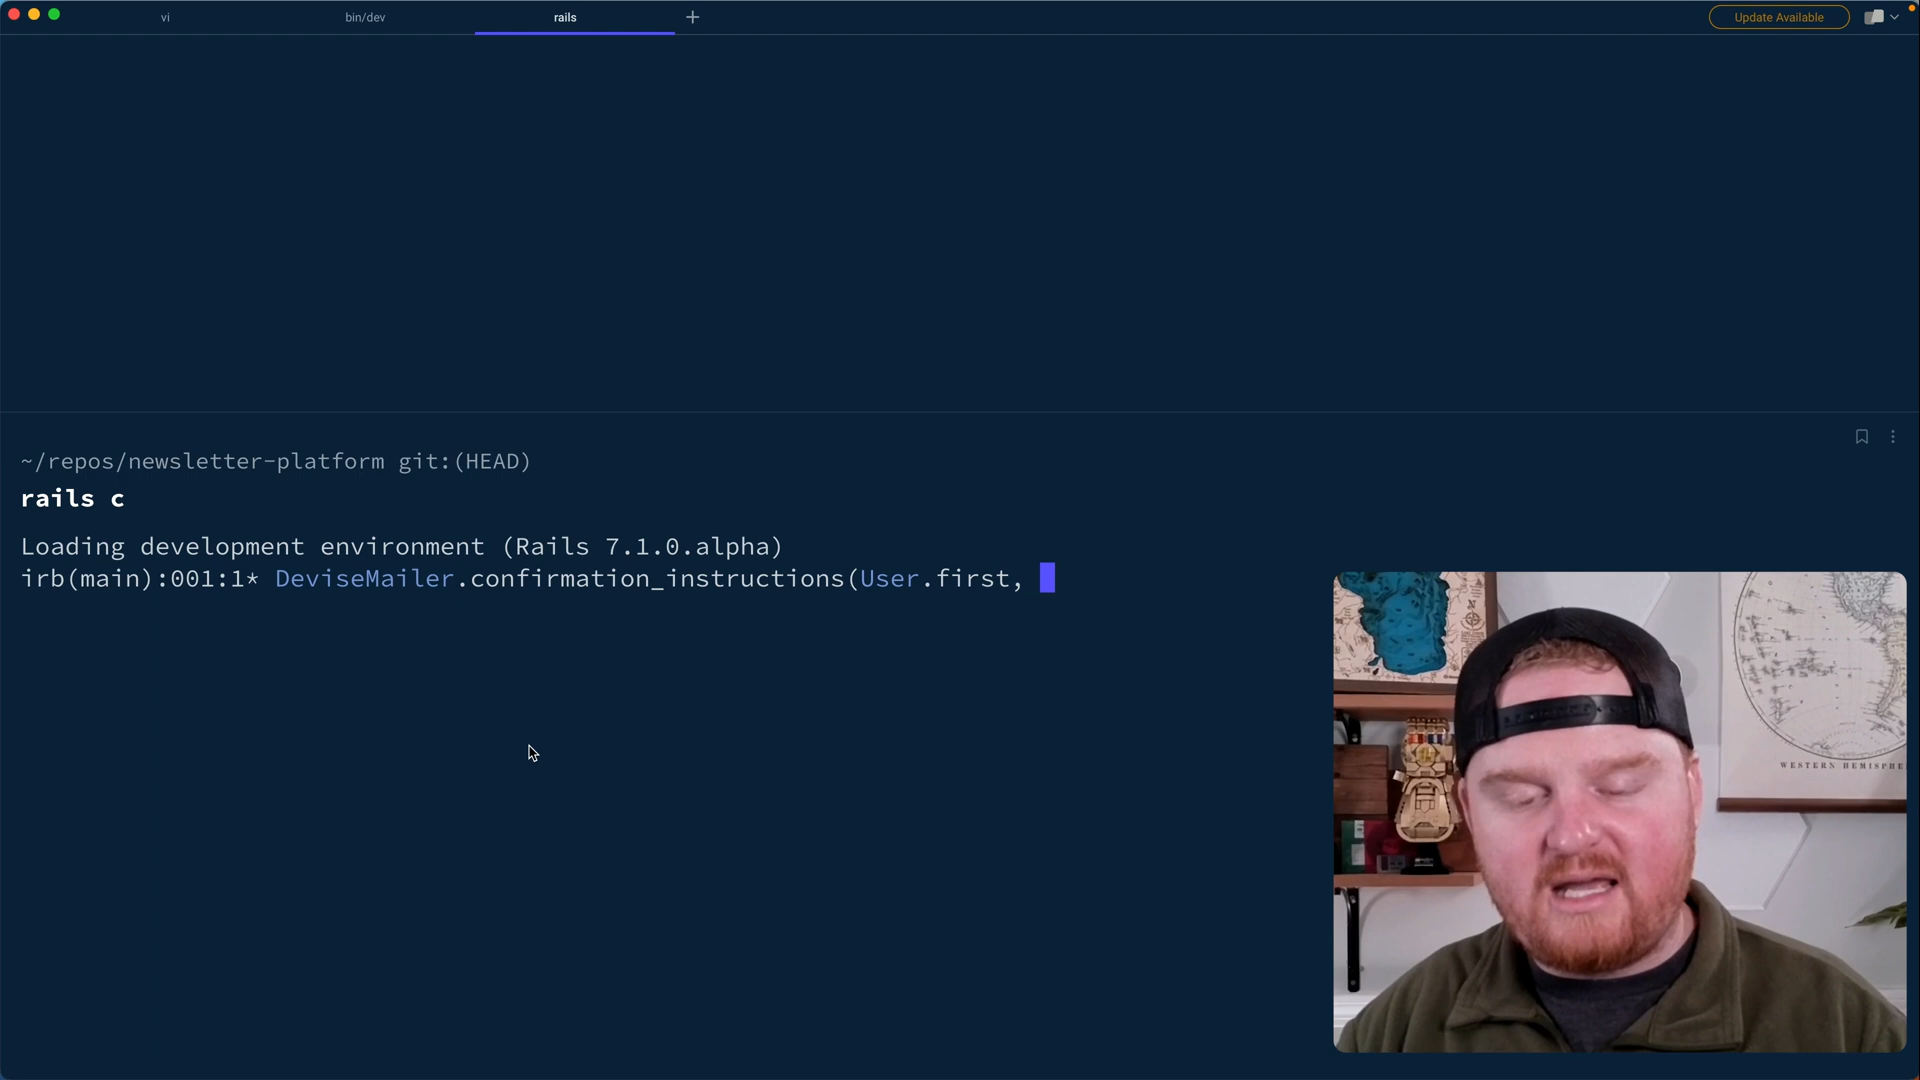 vi
bin/dev
rails
Update Available
~/repos/newsletter-platform git:(HEAD)
rails c
Loading development environment (Rails 7.1.0.alpha)
irb(main):001:1* DeviseMailer.confirmation_instructions(User.first,
N
WESTERN HEMISPHE